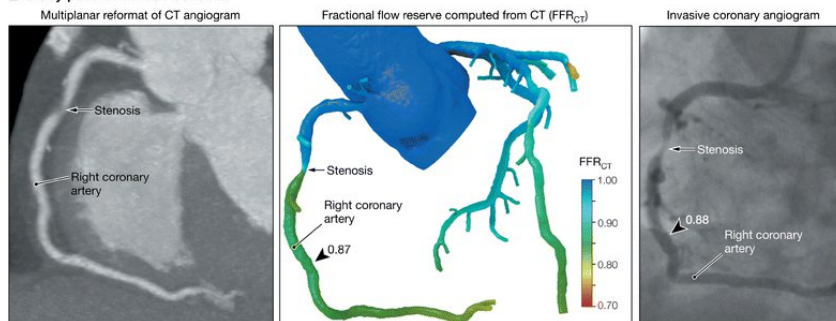 Multiplanar reformat of CT angiogram
Stenosis
Right coronary
artery
Fractional flow reserve computed from CT (FFRCT)
Stenosis
Right coronary
artery
0.87
FFRCT
1.00
0.90
0.80
0.70
Invasive coronary angiogram
Stenosis
0.88
Right coronary
artery